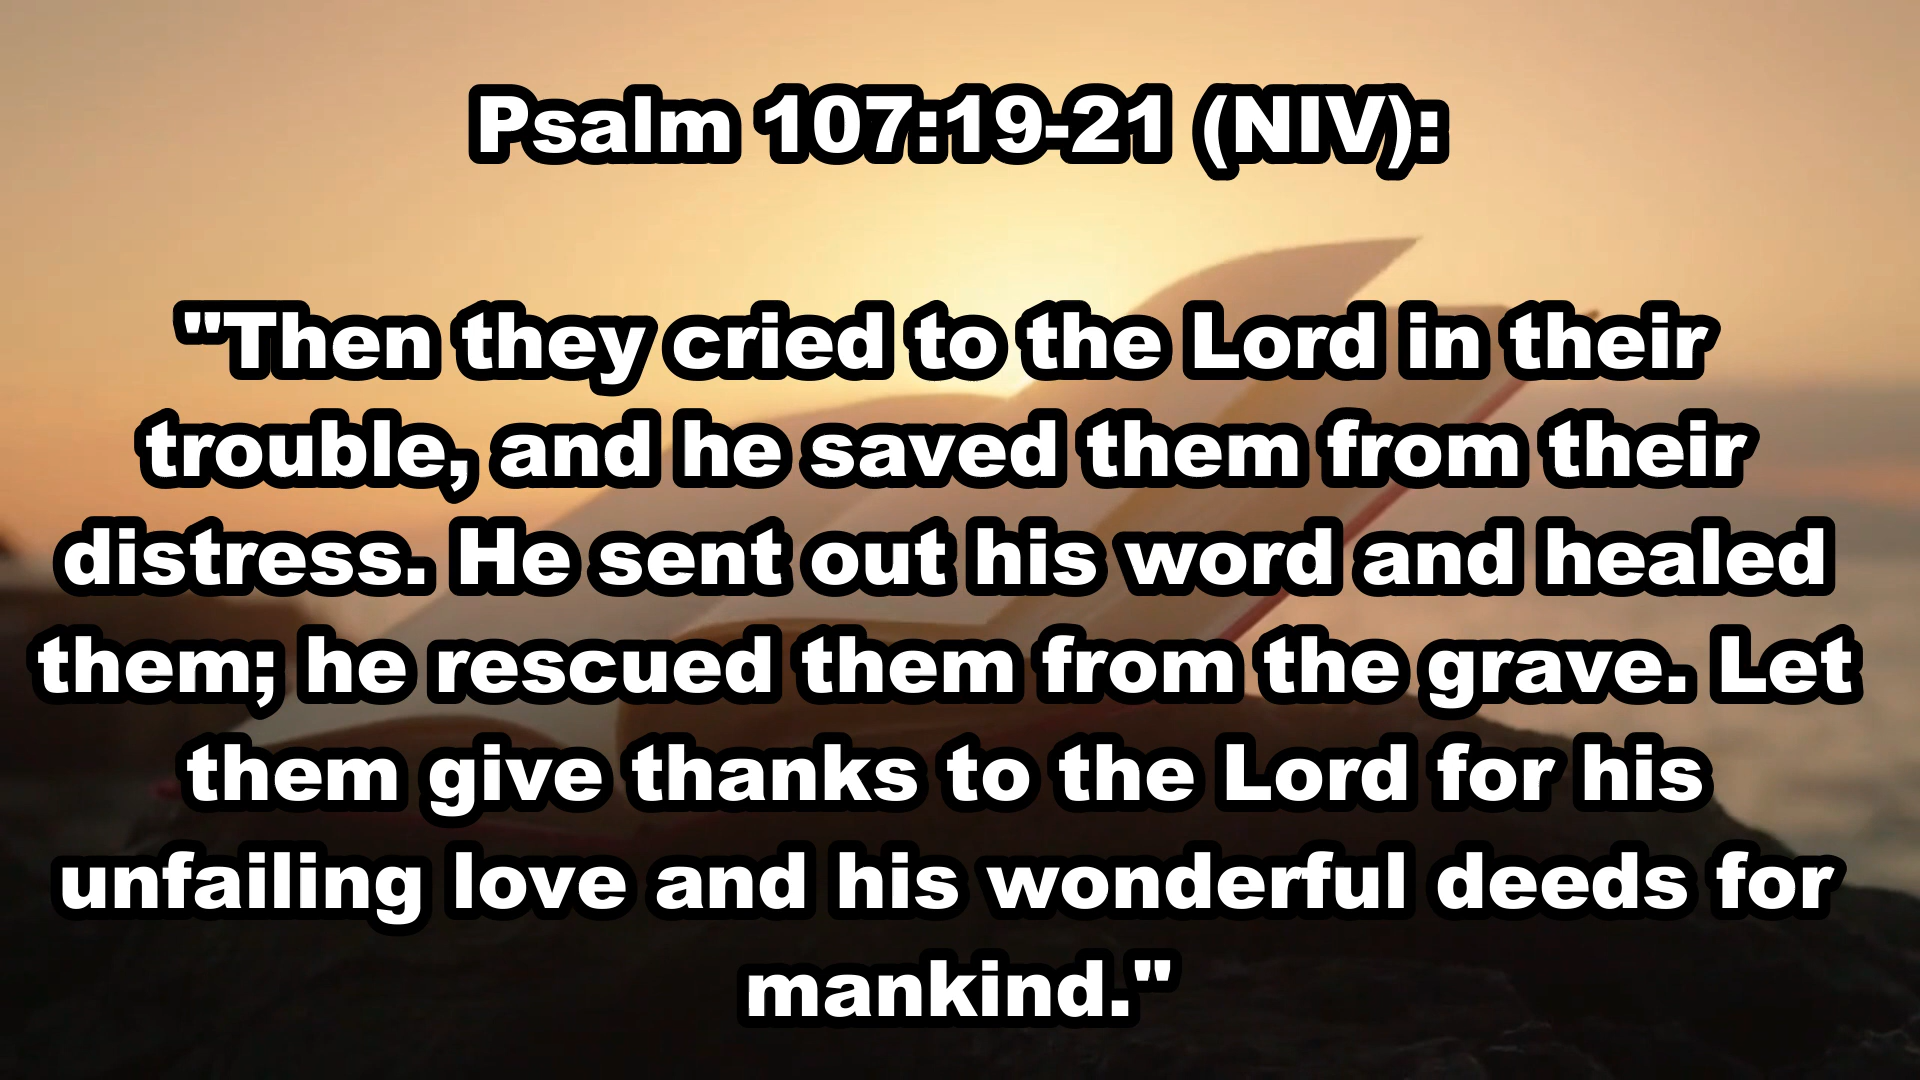 Psalm 107:19-21 (NIV):
"Then they cried to the Lord in their
trouble, and he saved them from their
distress. He sent out his word and healed
them; he rescued them from the grave. Let
them give thanks to the Lord for his
unfailing love and his wonderful deeds for
mankind."